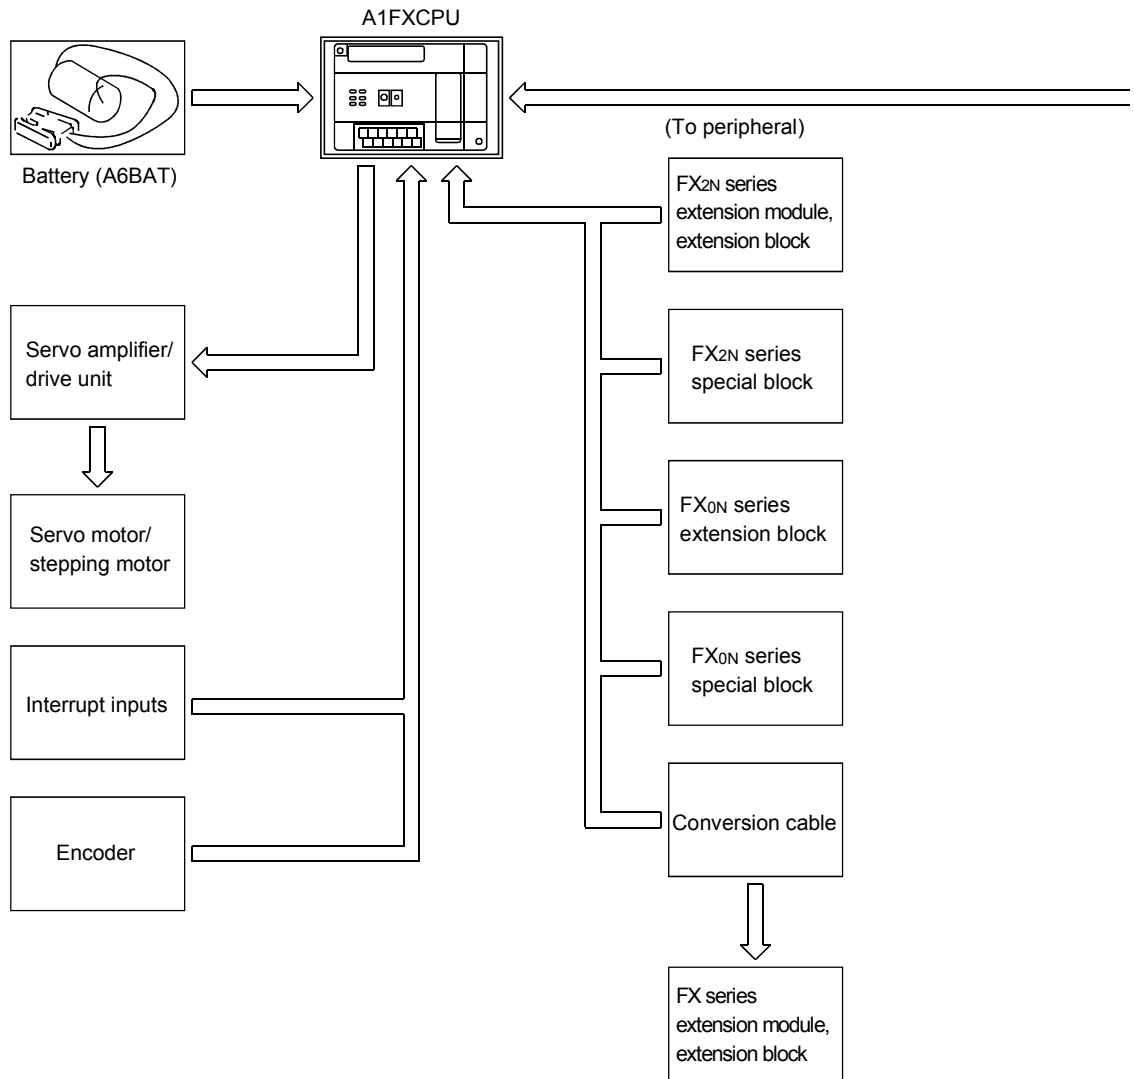 A1FXCPU
Battery (A6BAT)
(To peripheral)
FX2N series
extension module,
extension block
Servo amplifier/
drive unit
FX2N series
special block
Servo motor/
stepping motor
FX0N series
extension block
Interrupt inputs
FX0N series
special block
Encoder
Conversion cable
FX series
extension module,
extension block